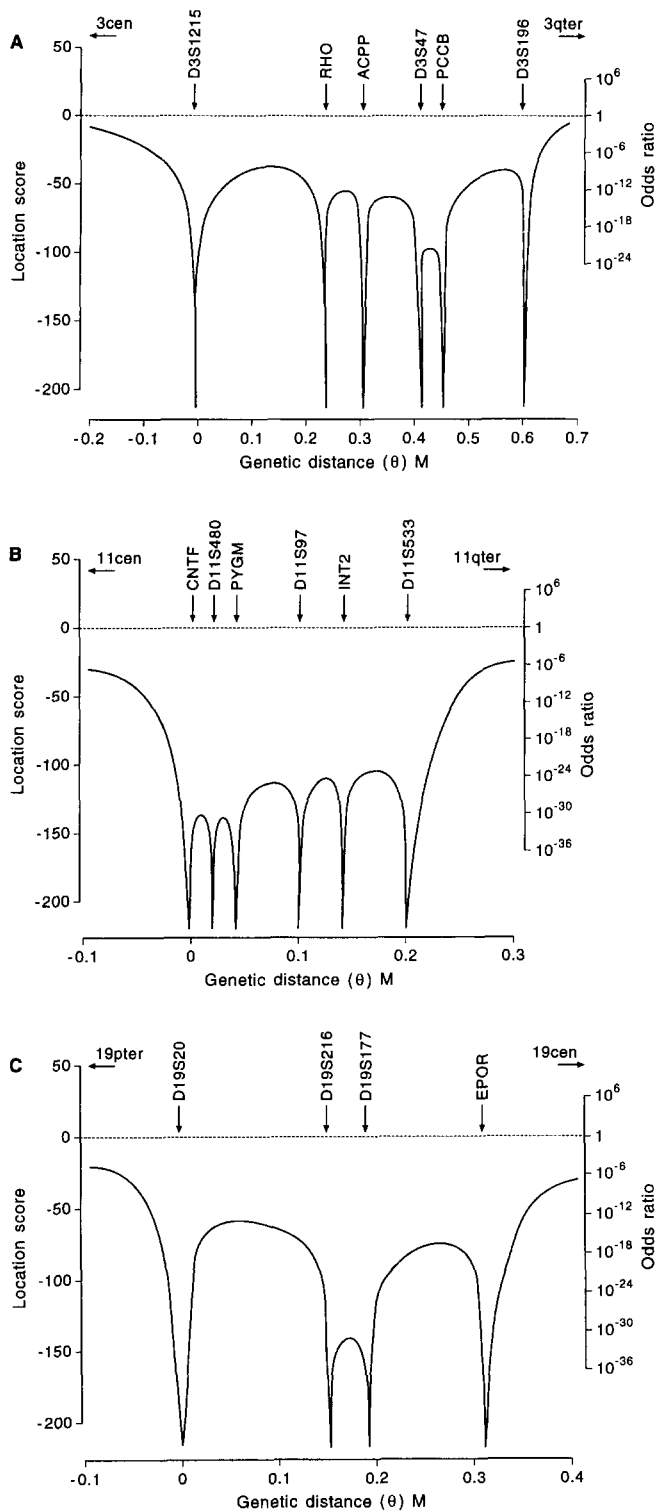 A
3cen
3qter
D3S1215
RHO
ACPP
D3S47
PCCB
D3S196
50
0
-50
-100
-150
-200
Location score
10^6
1
10^-6
10^-12
10^-18
10^-24
Odds ratio
-0.2 -0.1 0 0.1 0.2 0.3 0.4 0.5 0.6 0.7
Genetic distance (θ) M
B
11cen
11qter
CNTF
D11S480
PYGM
D11S97
INT2
D11S533
50
0
-50
-100
-150
-200
Location score
10^6
1
10^-6
10^-12
10^-18
10^-24
10^-30
10^-36
Odds ratio
-0.1 0 0.1 0.2 0.3
Genetic distance (θ) M
C
19pter
19cen
D19S20
D19S216
D19S177
EPOR
50
0
-50
-100
-150
-200
Location score
10^6
1
10^-6
10^-12
10^-18
10^-24
10^-36
Odds ratio
-0.1 0 0.1 0.2 0.3 0.4
Genetic distance (θ) M